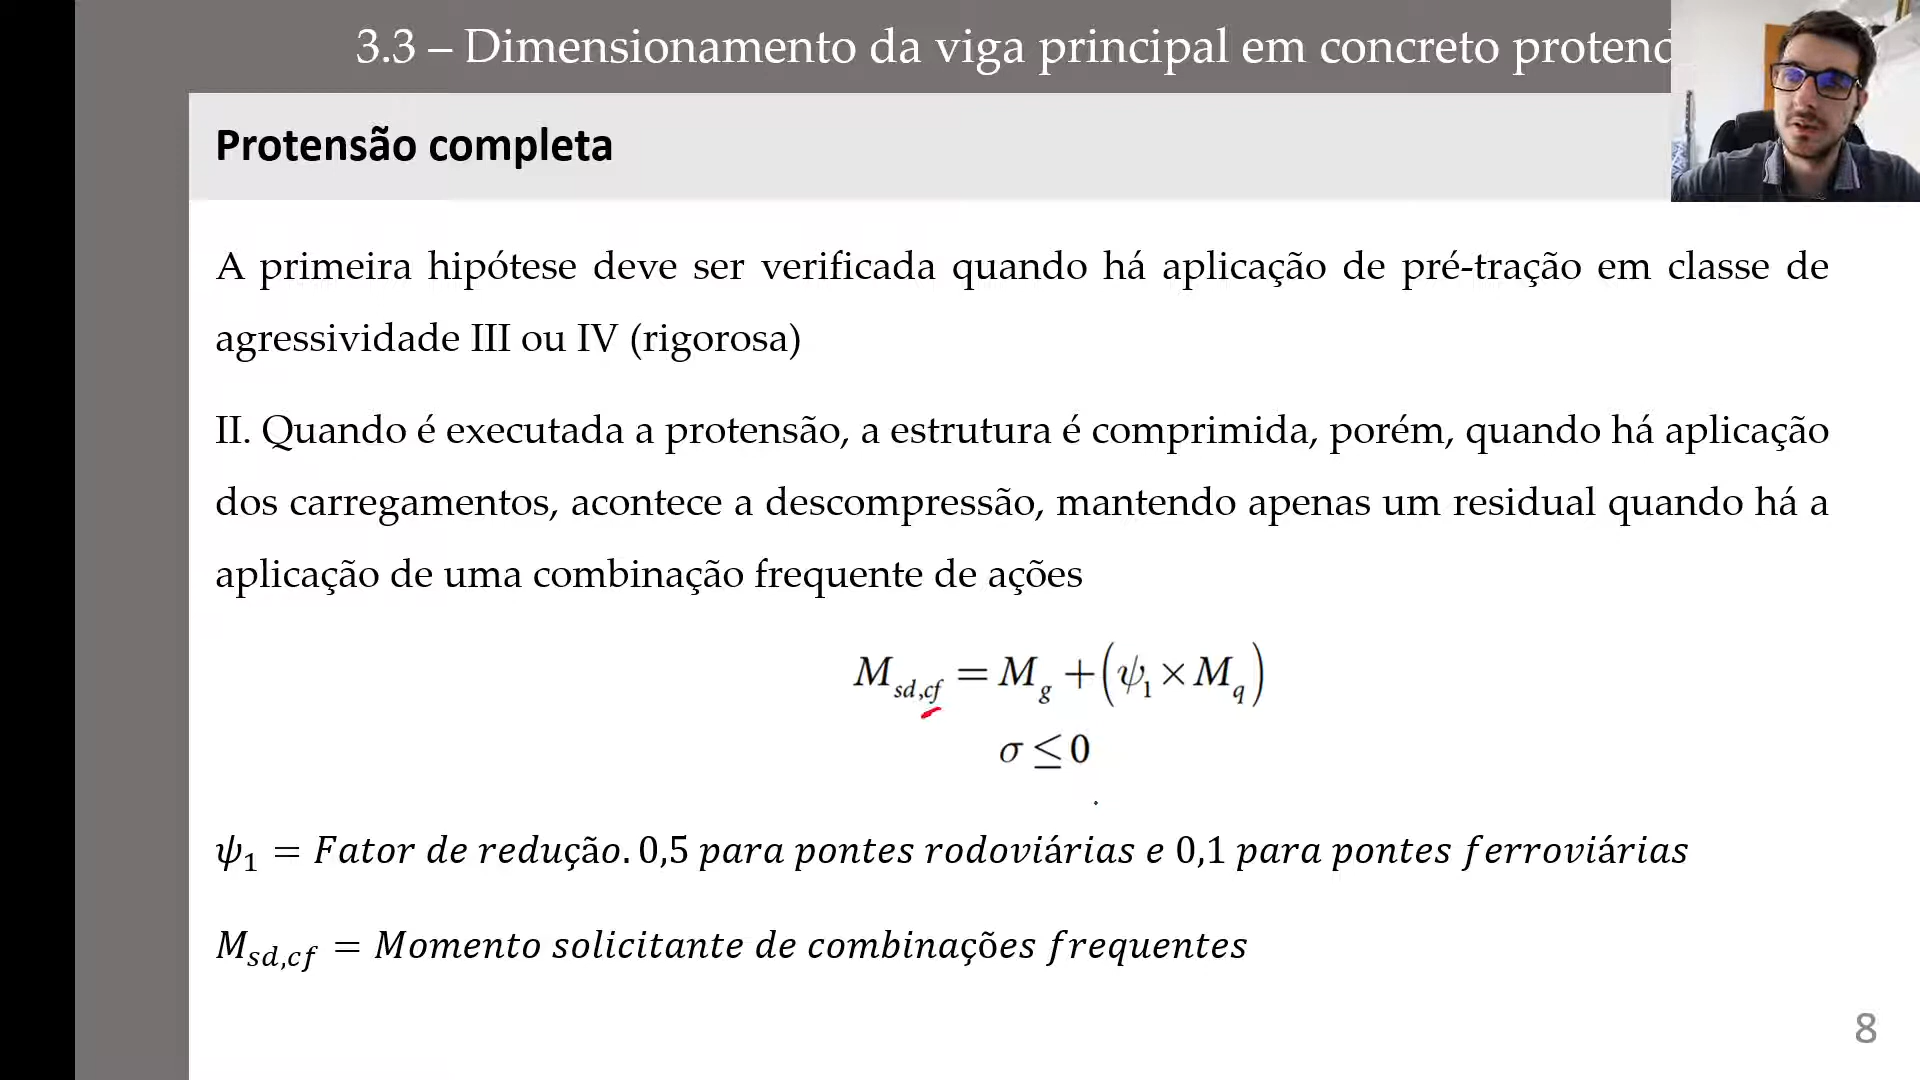 3.3 – Dimensionamento da viga principal em concreto
Protensão completa
A primeira hipótese deve ser verificada quando há aplicação de pré-tração em classe de
agressividade III ou IV (rigorosa)
II. Quando é executada a protensão, a estrutura é comprimida, porém, quando há aplicação
dos carregamentos, acontece a descompressão, mantendo apenas um residual quando há a
aplicação de uma combinação frequente de ações
M_{sd,cf} = M_g + (ψ_1 × M_q)
σ ≤ 0
ψ_1 = Fator de redução. 0,5 para pontes rodoviárias e 0,1 para pontes ferroviárias
M_{sd,cf} = Momento solicitante de combinações frequentes
8